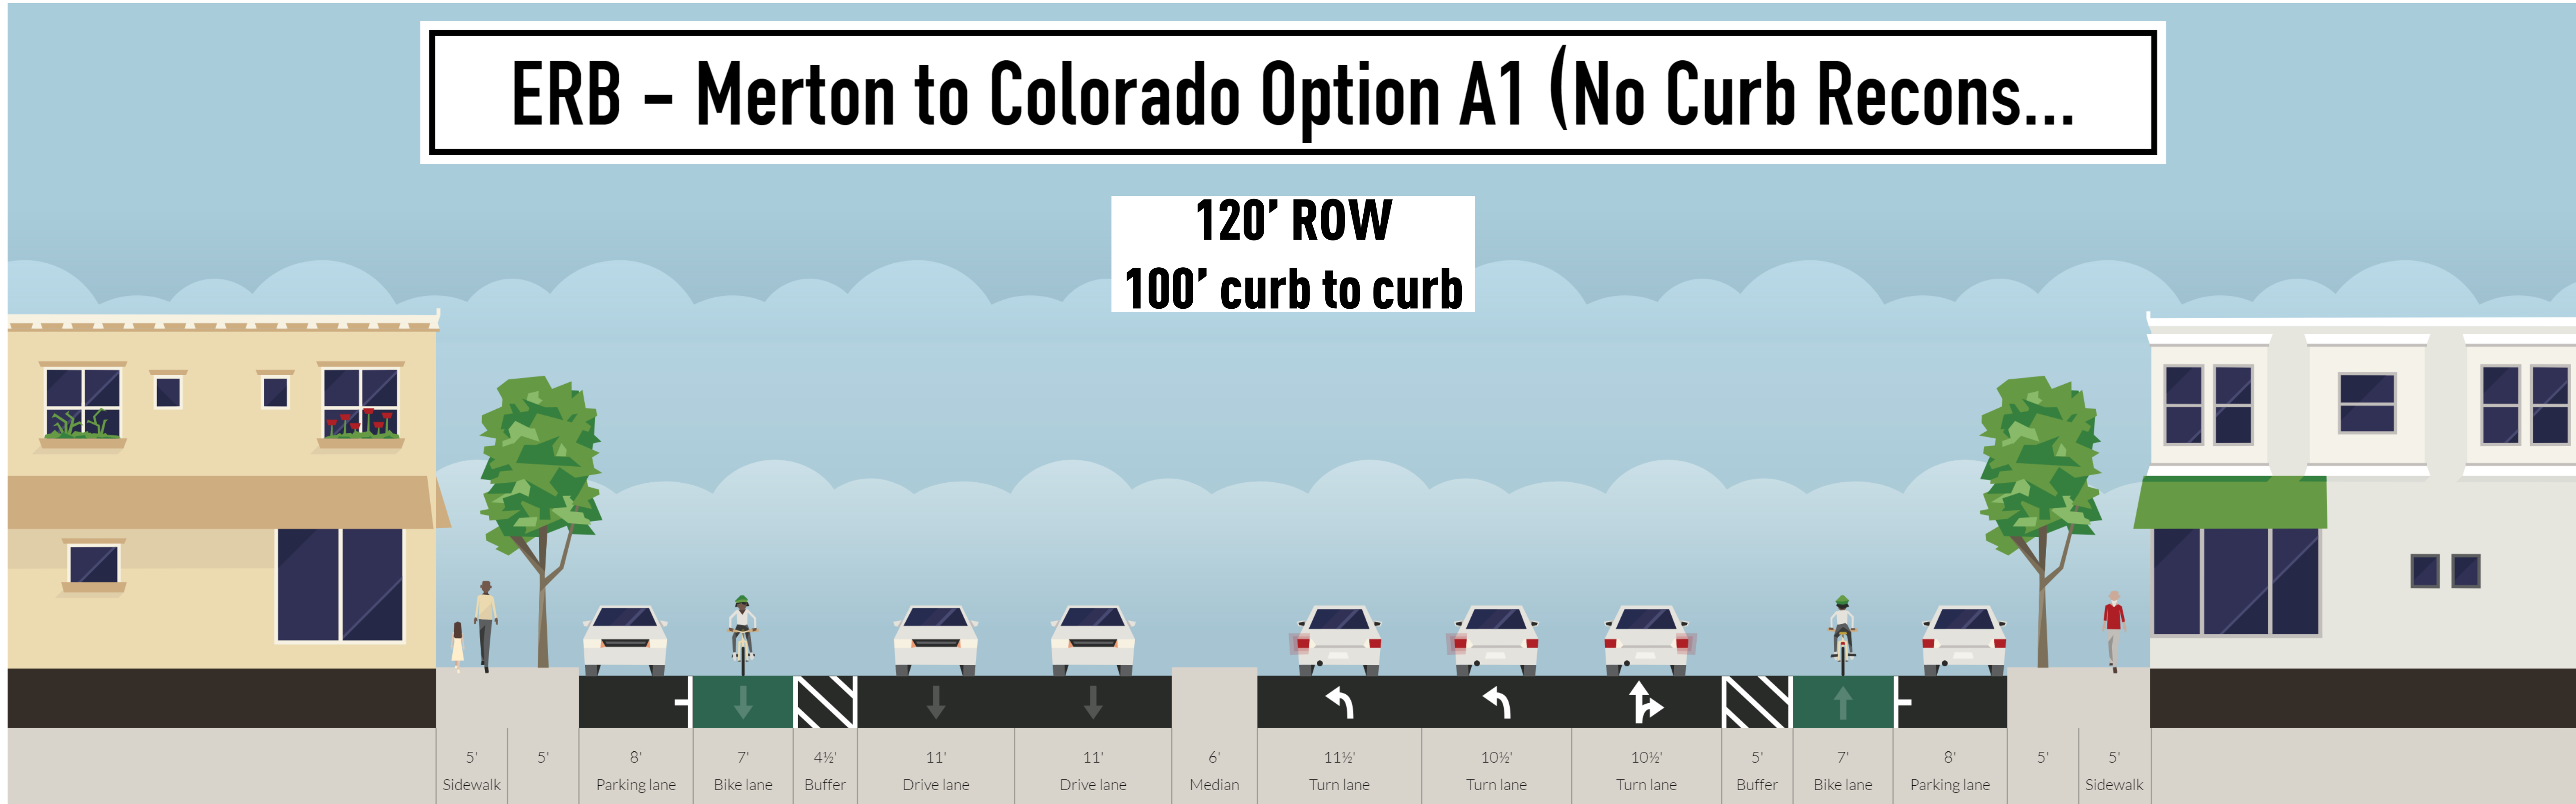 ERB - Merton to Colorado Option A1 (No Curb Recons...
120' ROW
100' curb to curb
5' 5' 8' 7' 4½' 11' 11' 6' 11½' 10½' 10½' 5' 7' 8' 5' 5'
Sidewalk Parking lane Bike lane Buffer Drive lane Drive lane Median Turn lane Turn lane Turn lane Buffer Bike lane Parking lane Sidewalk